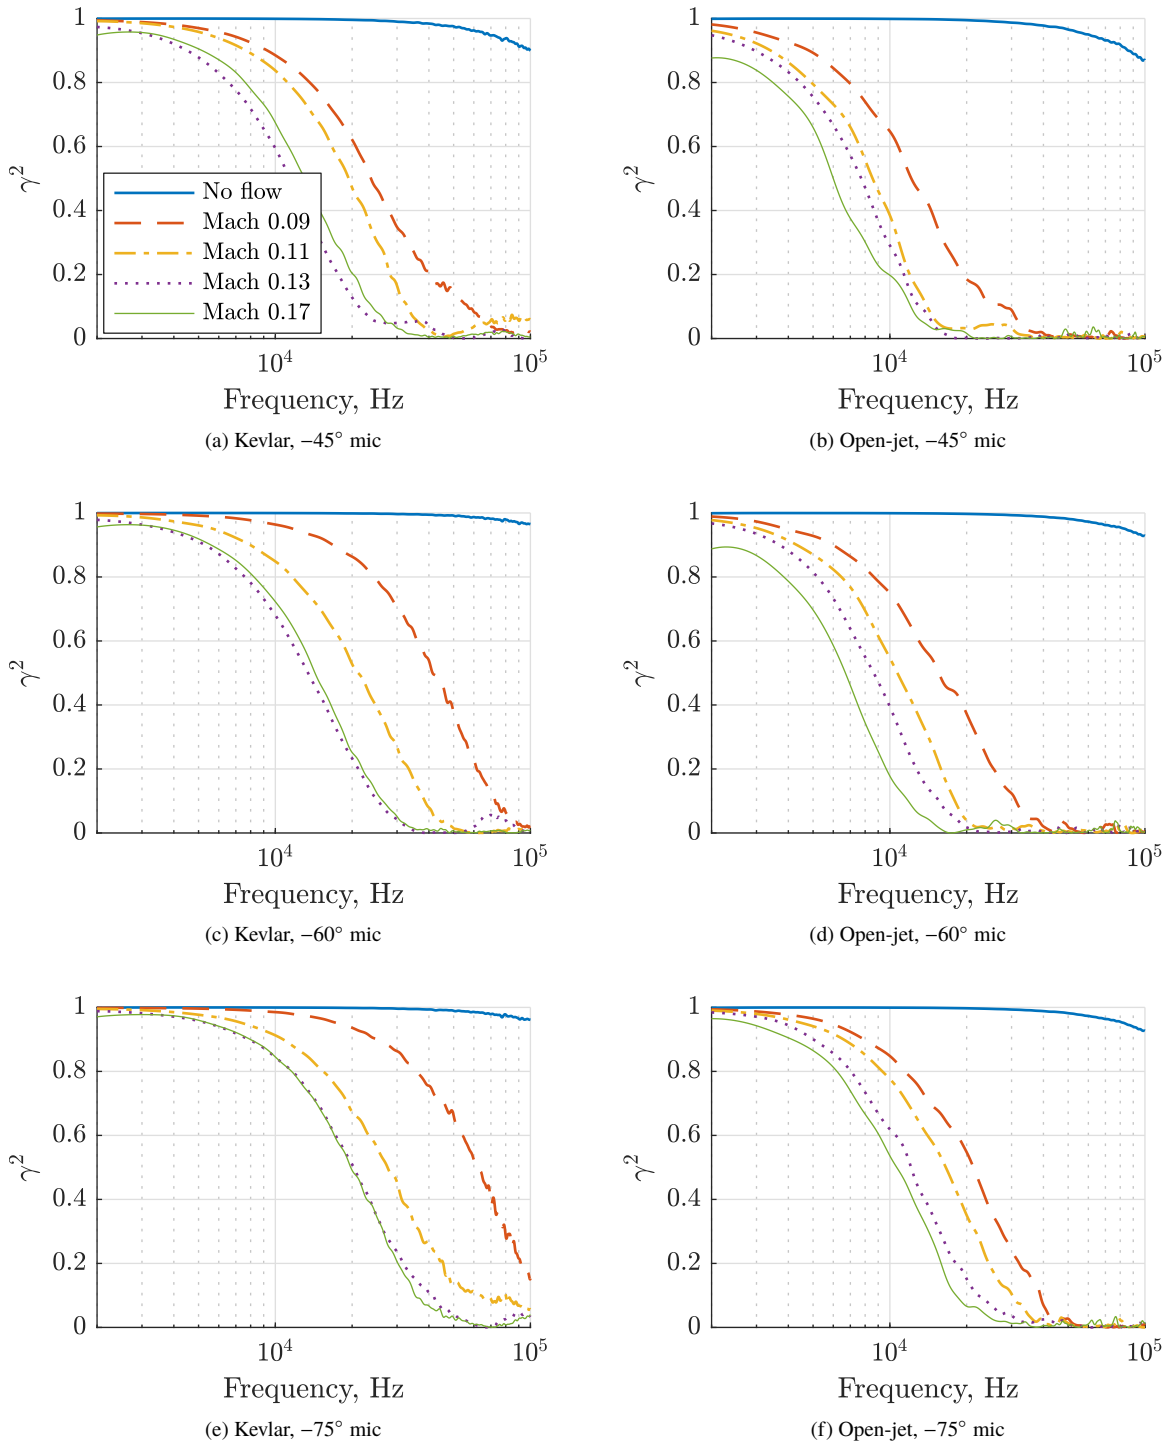 1
0.8
0.6
0.4
0.2
0
γ²
No flow
Mach 0.09
Mach 0.11
Mach 0.13
Mach 0.17
10⁴
10⁵
Frequency, Hz
(a) Kevlar, −45° mic
1
0.8
0.6
0.4
0.2
0
γ²
10⁴
10⁵
Frequency, Hz
(b) Open-jet, −45° mic
1
0.8
0.6
0.4
0.2
0
γ²
10⁴
10⁵
Frequency, Hz
(c) Kevlar, −60° mic
1
0.8
0.6
0.4
0.2
0
γ²
10⁴
10⁵
Frequency, Hz
(d) Open-jet, −60° mic
1
0.8
0.6
0.4
0.2
0
γ²
10⁴
10⁵
Frequency, Hz
(e) Kevlar, −75° mic
1
0.8
0.6
0.4
0.2
0
γ²
10⁴
10⁵
Frequency, Hz
(f) Open-jet, −75° mic